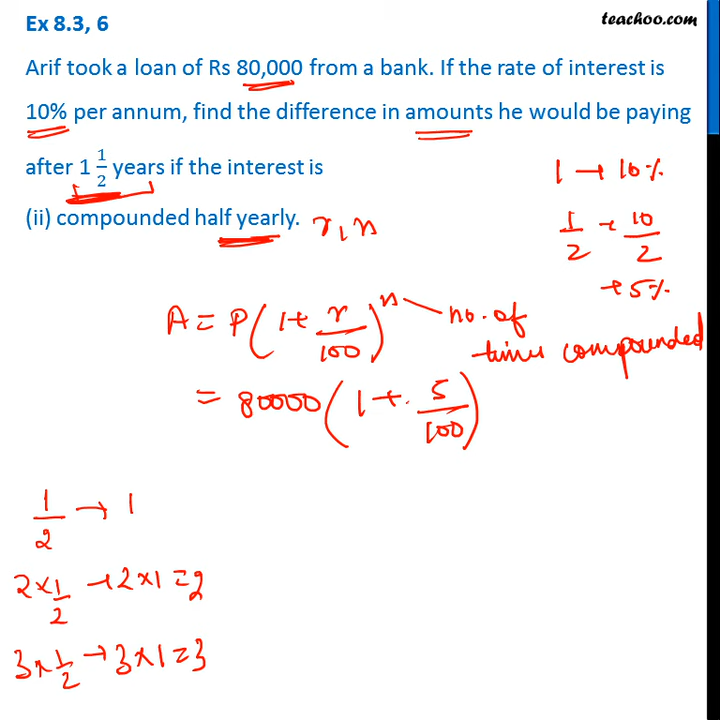 teachoo.com
Ex 8.3, 6
Arif took a loan of Rs 80,000 from a bank. If the rate of interest is
10% per annum, find the difference in amounts he would be paying
after 1 1/2 years if the interest is
(ii) compounded half yearly.
r, n
1 → 10%
1/2 → 10/2
→ 5%
A = P(1 + r/100)^n
no. of
times compounded
= 80000(1 + 5/100)
1/2 → 1
2 × 1/2 → 2 × 1 = 2
3 × 1/2 → 3 × 1 = 3